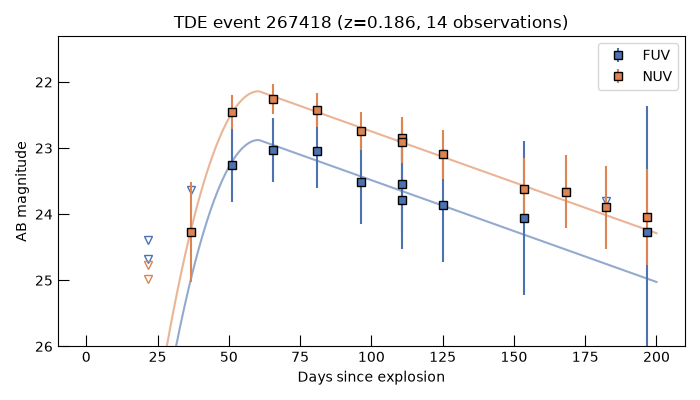 TDE event 267418 (z=0.186, 14 observations)
FUV
NUV
AB magnitude
22
23
24
25
26
0 25 50 75 100 125 150 175 200
Days since explosion